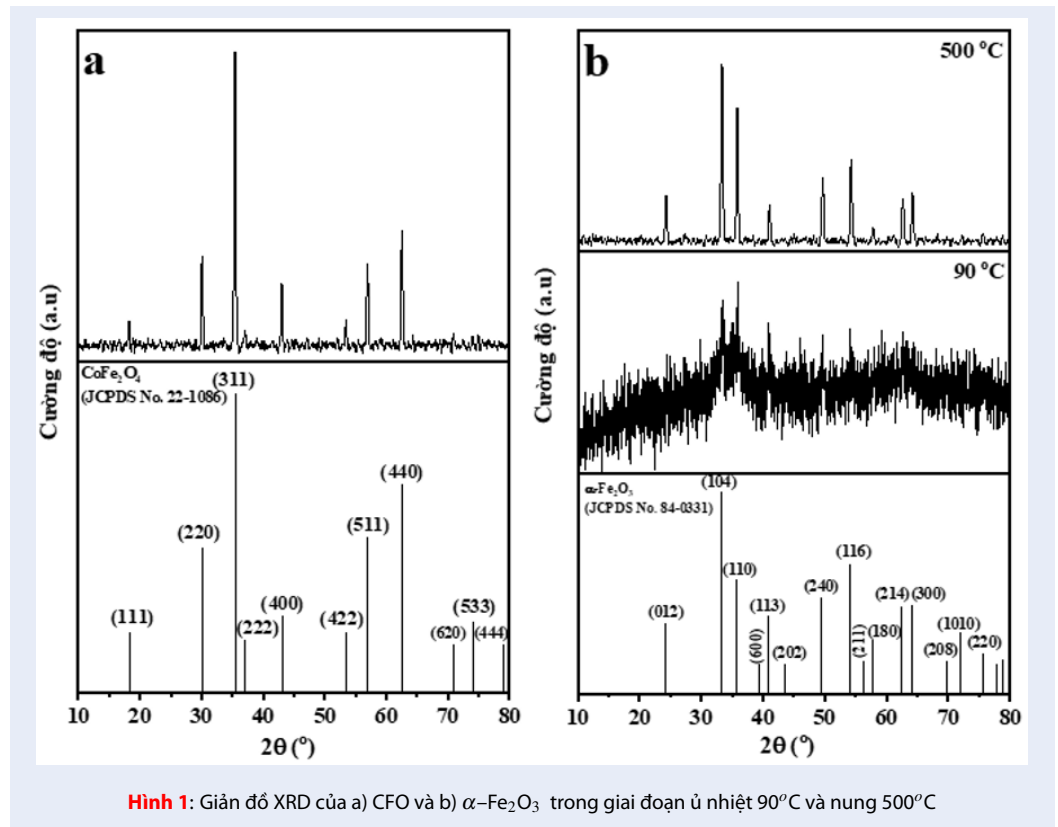 a
Cường độ (a.u)
CoFe₂O₄
(JCPDS No. 22-1086)
(111)
(220)
(311)
(222)
(400)
(422)
(511)
(440)
(620)
(533)
(444)
10 20 30 40 50 60 70 80
2θ (°)
b
500 °C
90 °C
Cường độ (a.u)
α-Fe₂O₃
(JCPDS No. 84-0331)
(012)
(104)
(110)
(600)
(113)
(202)
(240)
(116)
(211)
(180)
(214)
(300)
(208)
(1010)
(220)
10 20 30 40 50 60 70 80
2θ (°)
Hình 1: Giản đồ XRD của a) CFO và b) α–Fe₂O₃ trong giai đoạn ủ nhiệt 90°C và nung 500°C